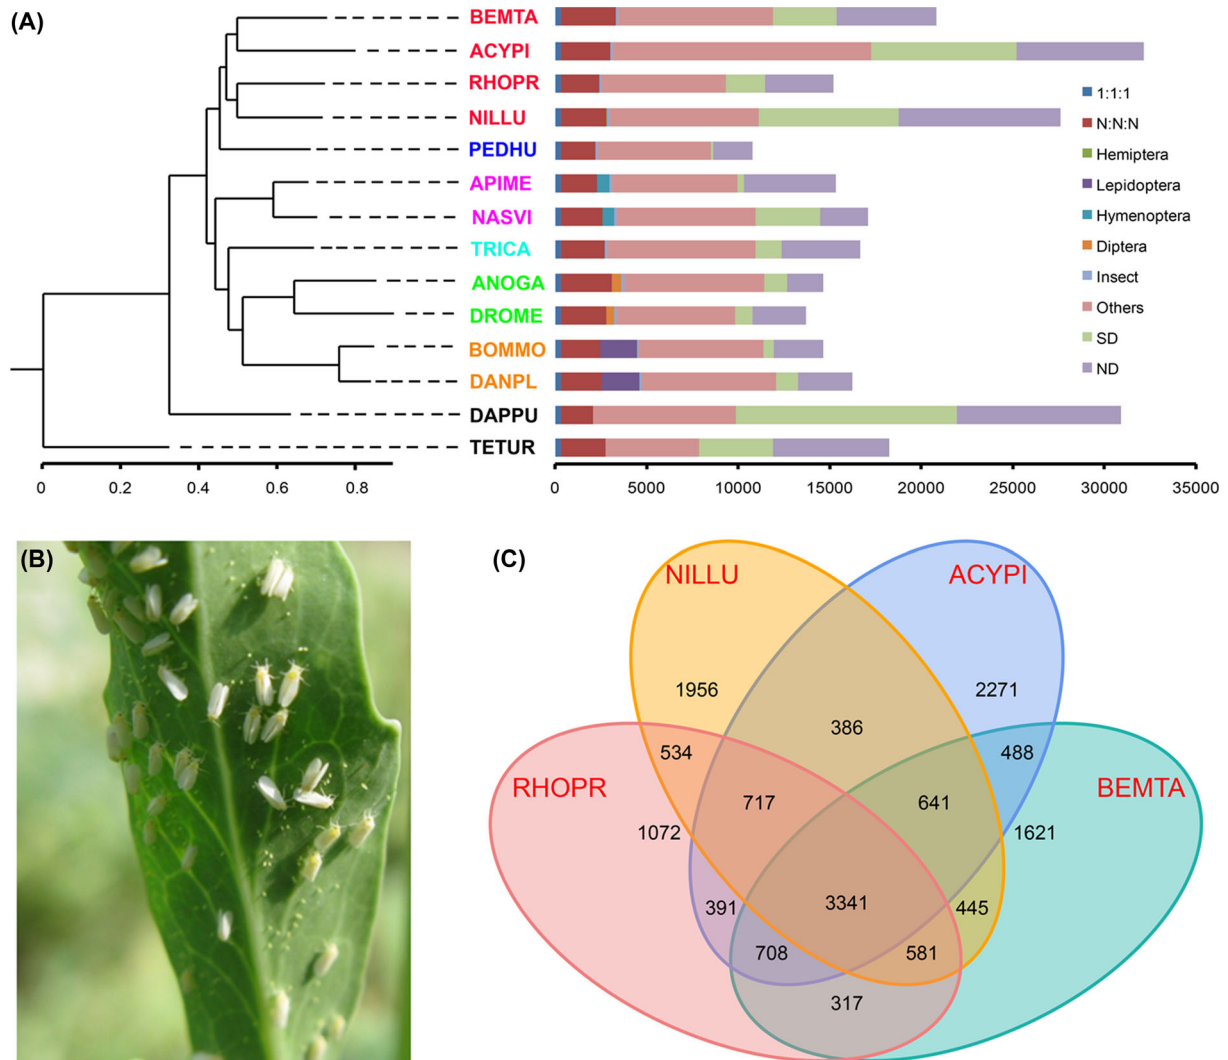 (A)
BEMTA
ACYPI
RHOPR
NILLU
PEDHU
APIME
NASVI
TRICA
ANOGA
DROME
BOMMO
DANPL
DAPPU
TETUR
1:1:1
N:N:N
Hemiptera
Lepidoptera
Hymenoptera
Diptera
Insect
Others
SD
ND
0 0.2 0.4 0.6 0.8
0 5000 10000 15000 20000 25000 30000 35000
(B)
(C)
NILLU ACYPI
1956 2271
386
534 488
RHOPR BEMTA
717 641
1072 1621
391 3341 445
708 581
317